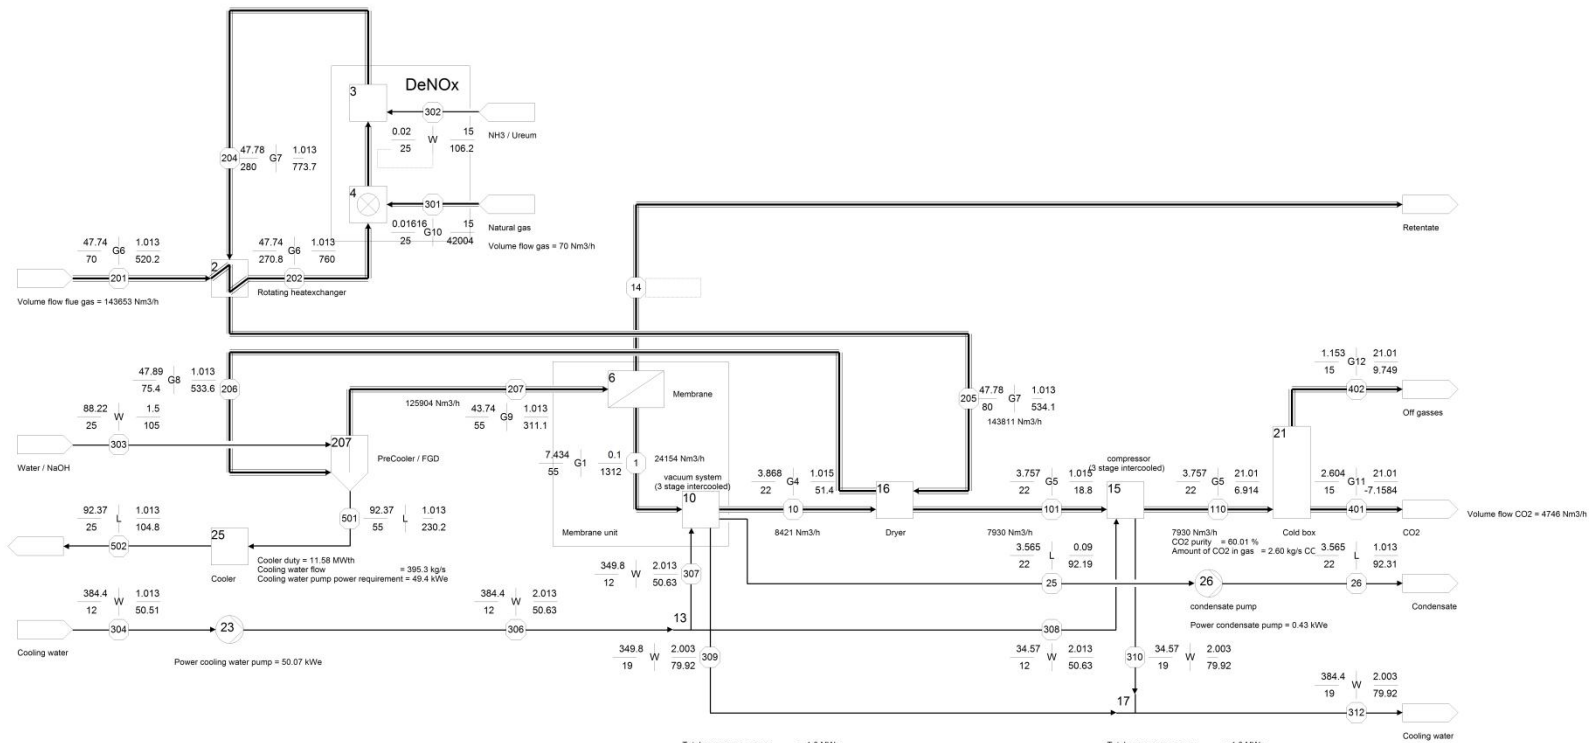 DeNOx
3
302
NH3 / Ureum
0.02 W 15
25 106.2
204
47.78 G7 1.013
280 773.7
4
301
0.01616 G10 15
25 42004
Natural gas
Volume flow gas = 70 Nm3/h
47.74 G6 1.013
70 520.2
201
Volume flow flue gas = 143653 Nm3/h
2
47.74 G6 1.013
270.8 760
202
Rotating heatexchanger
Retentate
14
47.89 G8 1.013
75.4 533.6
206
207
125904 Nm3/h
43.74 G9 1.013
55 311.1
6
Membrane
205
47.78 G7 1.013
80 534.1
143811 Nm3/h
1.153 G12 21.01
15 9.749
402
Off gasses
88.22 W 1.5
25 105
303
Water / NaOH
207
PreCooler / FGD
7.434 G1 0.1
55 1312
1
24154 Nm3/h
vacuum system
(3 stage intercooled)
10
Membrane unit
3.868 G4 1.015
22 51.4
10
8421 Nm3/h
16
Dryer
3.757 G5 1.015
22 18.8
101
7930 Nm3/h
compressor
(3 stage intercooled)
15
3.757 G5 21.01
22 6.914
110
7930 Nm3/h
CO2 purity = 60.01 %
Amount of CO2 in gas = 2.60 kg/s CC
21
Cold box
2.604 G11 21.01
15 -7.1584
401
CO2
Volume flow CO2 = 4746 Nm3/h
92.37 L 1.013
25 104.8
502
25
Cooler
501
92.37 L 1.013
55 230.2
Cooler duty = 11.58 MWth
Cooling water flow = 395.3 kg/s
Cooling water pump power requirement = 49.4 kWe
349.8 W 2.013
12 50.63
307
3.565 L 0.09
22 92.19
25
26
condensate pump
Power condensate pump = 0.43 kWe
3.565 L 1.013
22 92.31
26
Condensate
384.4 W 1.013
12 50.51
304
Cooling water
23
Power cooling water pump = 50.07 kWe
384.4 W 2.013
12 50.63
306
13
308
34.57 W 2.013
12 50.63
349.8 W 2.003
19 79.92
309
310
34.57 W 2.003
19 79.92
17
384.4 W 2.003
19 79.92
312
Cooling water